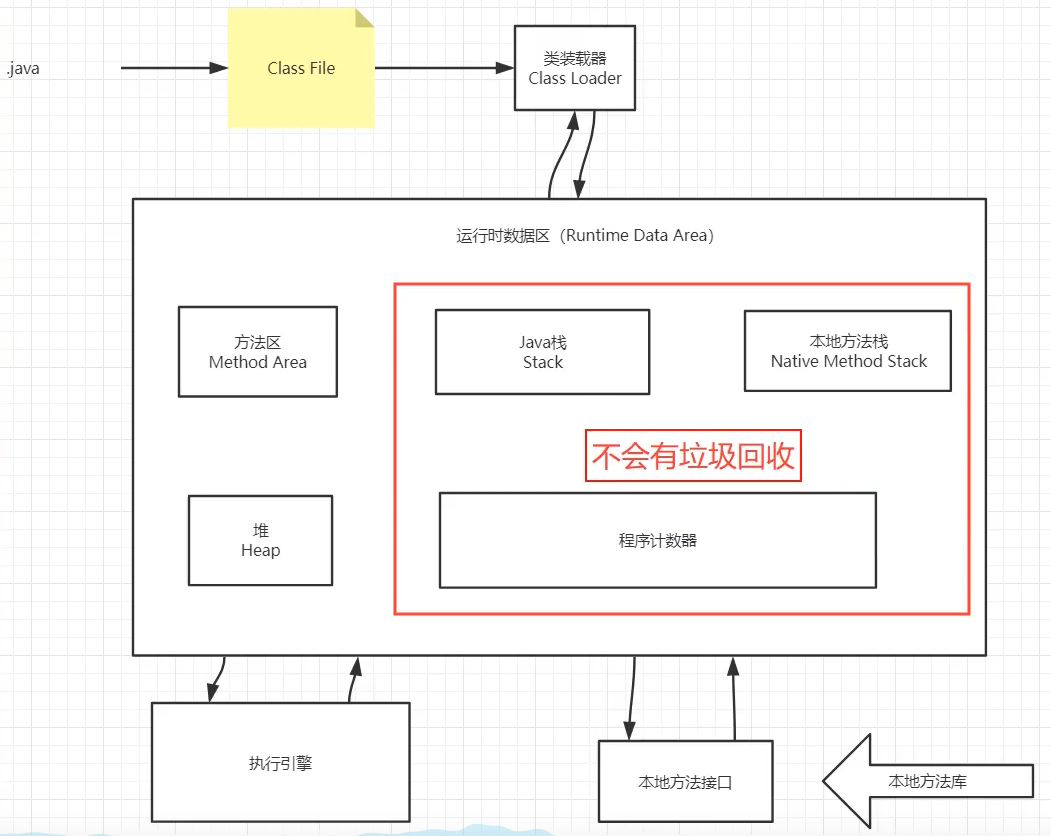 .java
Class File
类装载器
Class Loader
运行时数据区（Runtime Data Area）
方法区
Method Area
Java栈
Stack
本地方法栈
Native Method Stack
不会有垃圾回收
堆
Heap
程序计数器
执行引擎
本地方法接口
本地方法库